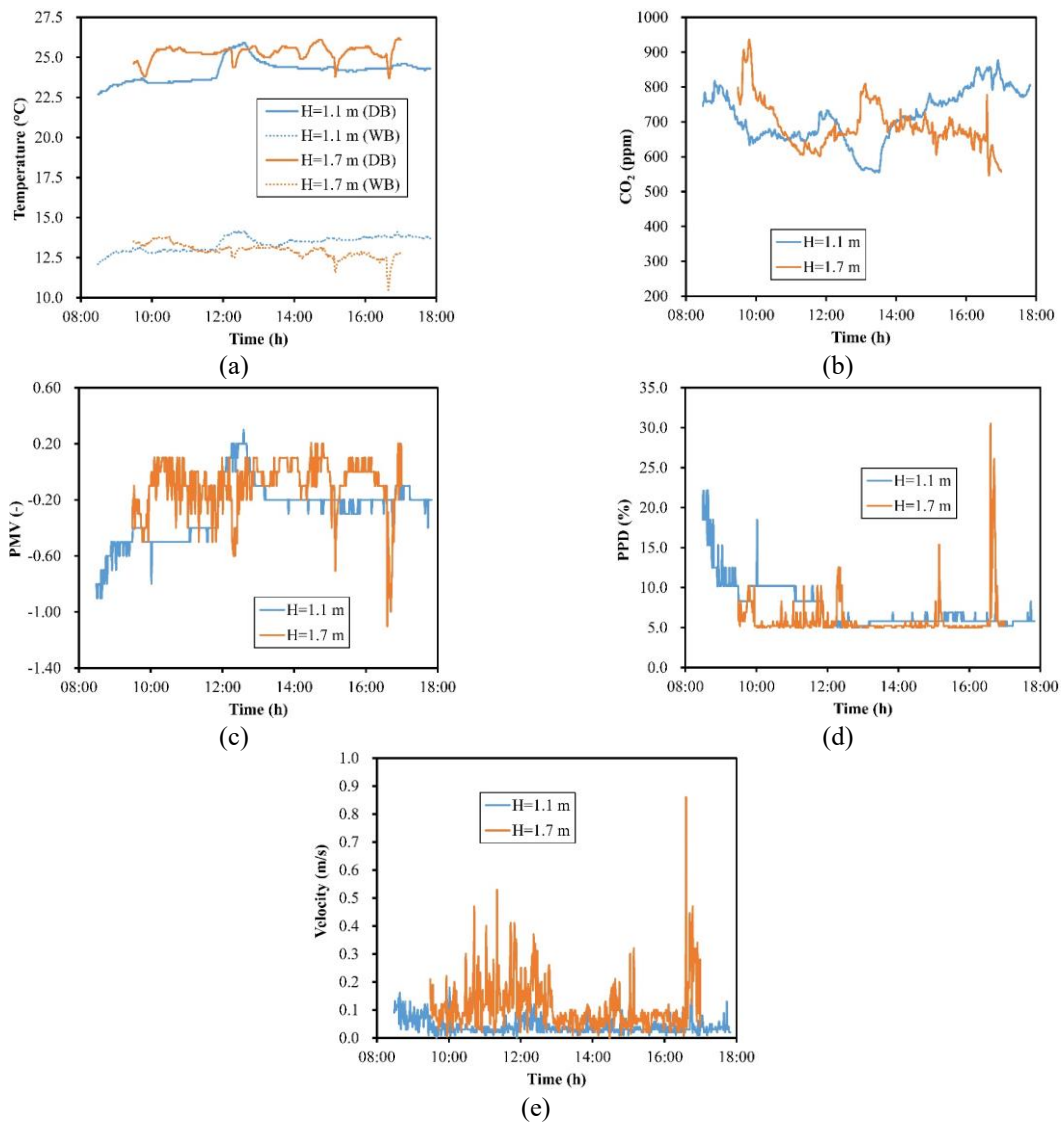 27.5
25.0
22.5
20.0
17.5
15.0
12.5
10.0
Temperature (°C)
H=1.1 m (DB)
H=1.1 m (WB)
H=1.7 m (DB)
H=1.7 m (WB)
08:00 10:00 12:00 14:00 16:00 18:00
Time (h)
(a)
1000
900
800
700
600
500
400
300
200
CO₂ (ppm)
H=1.1 m
H=1.7 m
08:00 10:00 12:00 14:00 16:00 18:00
Time (h)
(b)
0.60
0.20
-0.20
-0.60
-1.00
-1.40
PMV (-)
H=1.1 m
H=1.7 m
08:00 10:00 12:00 14:00 16:00 18:00
Time (h)
(c)
35.0
30.0
25.0
20.0
15.0
10.0
5.0
0.0
PPD (%)
H=1.1 m
H=1.7 m
08:00 10:00 12:00 14:00 16:00 18:00
Time (h)
(d)
1.0
0.9
0.8
0.7
0.6
0.5
0.4
0.3
0.2
0.1
0.0
Velocity (m/s)
H=1.1 m
H=1.7 m
08:00 10:00 12:00 14:00 16:00 18:00
Time (h)
(e)